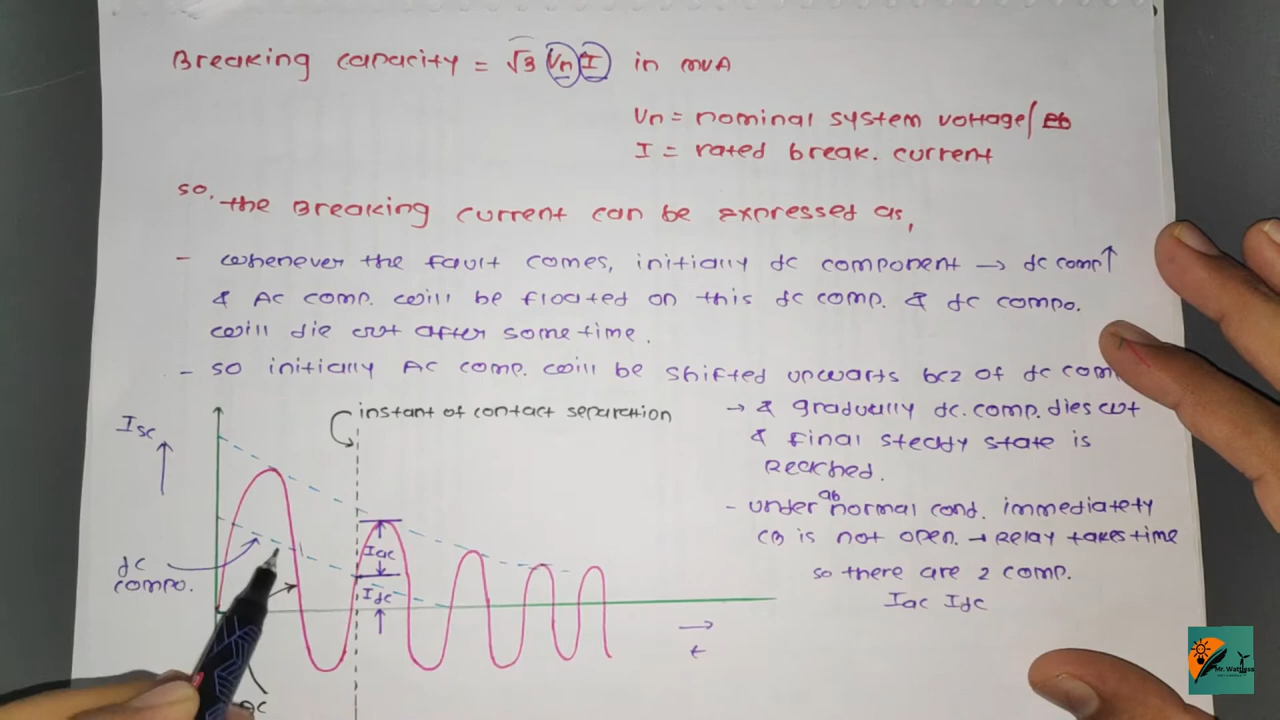 Breaking capacity = √3 Vn I in mVA
Vn = nominal system voltage/
I = rated break. current
so, the Breaking current can be expressed as,
- whenever the fault comes, initially dc component → dc comp↑
& Ac comp. will be floated on this dc comp. & dc compo.
will die out after some time.
- so initially Ac comp. will be shifted upwarts bcz of dc com
→ & gradually dc. comp. dies out
& final steady state is
Reached.
- under ab normal cond. immediately
CB is not open. → Relay takes time
so there are 2 comp.
Iac Idc
instant of contact separation
Isc
Iac
dc
compo.
Idc
t
Mr. Wattless